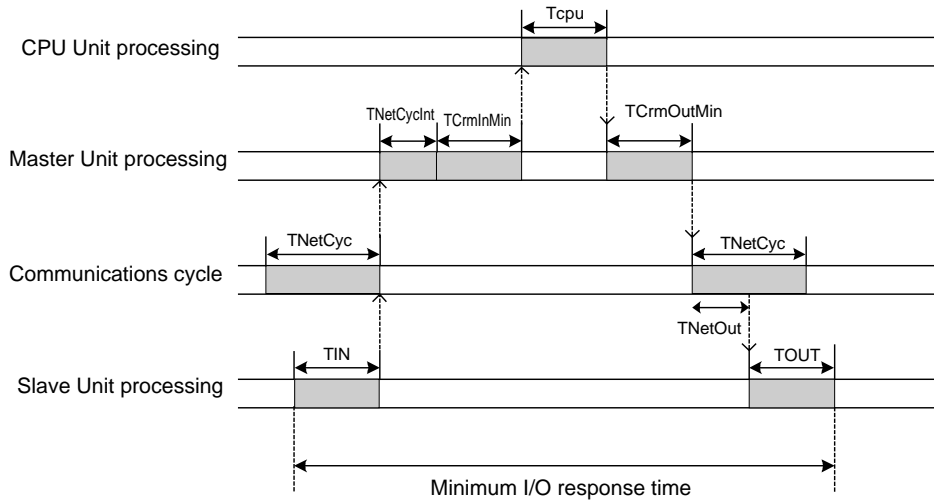 Tcpu
CPU Unit processing
TNetCycInt
TCrmInMin
TCrmOutMin
Master Unit processing
TNetCyc
TNetCyc
Communications cycle
TNetOut
TIN
TOUT
Slave Unit processing
Minimum I/O response time